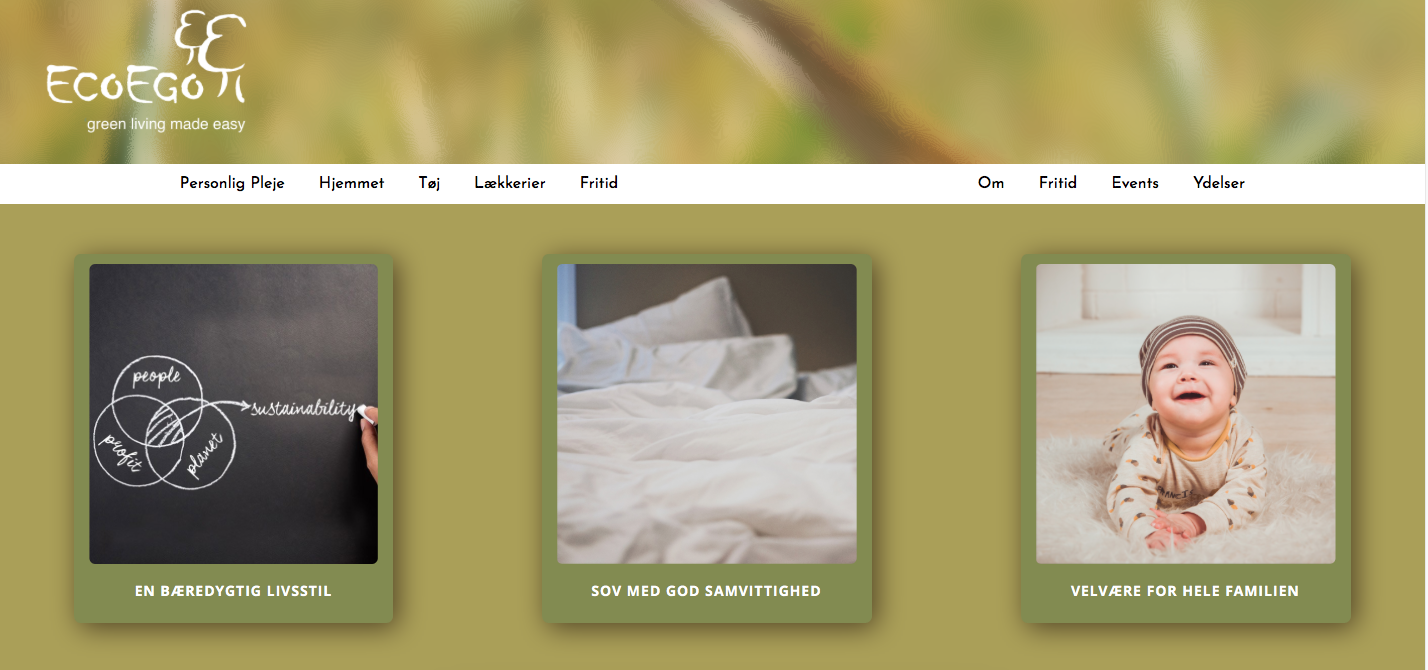 EcoEgo
green living made easy
Personlig Pleje Hjemmet Tøj Lækkerier Fritid Om Fritid Events Ydelser
people
sustainability
profit
planet
EN BÆREDYGTIG LIVSSTIL SOV MED GOD SAMVITTIGHED VELVÆRE FOR HELE FAMILIEN